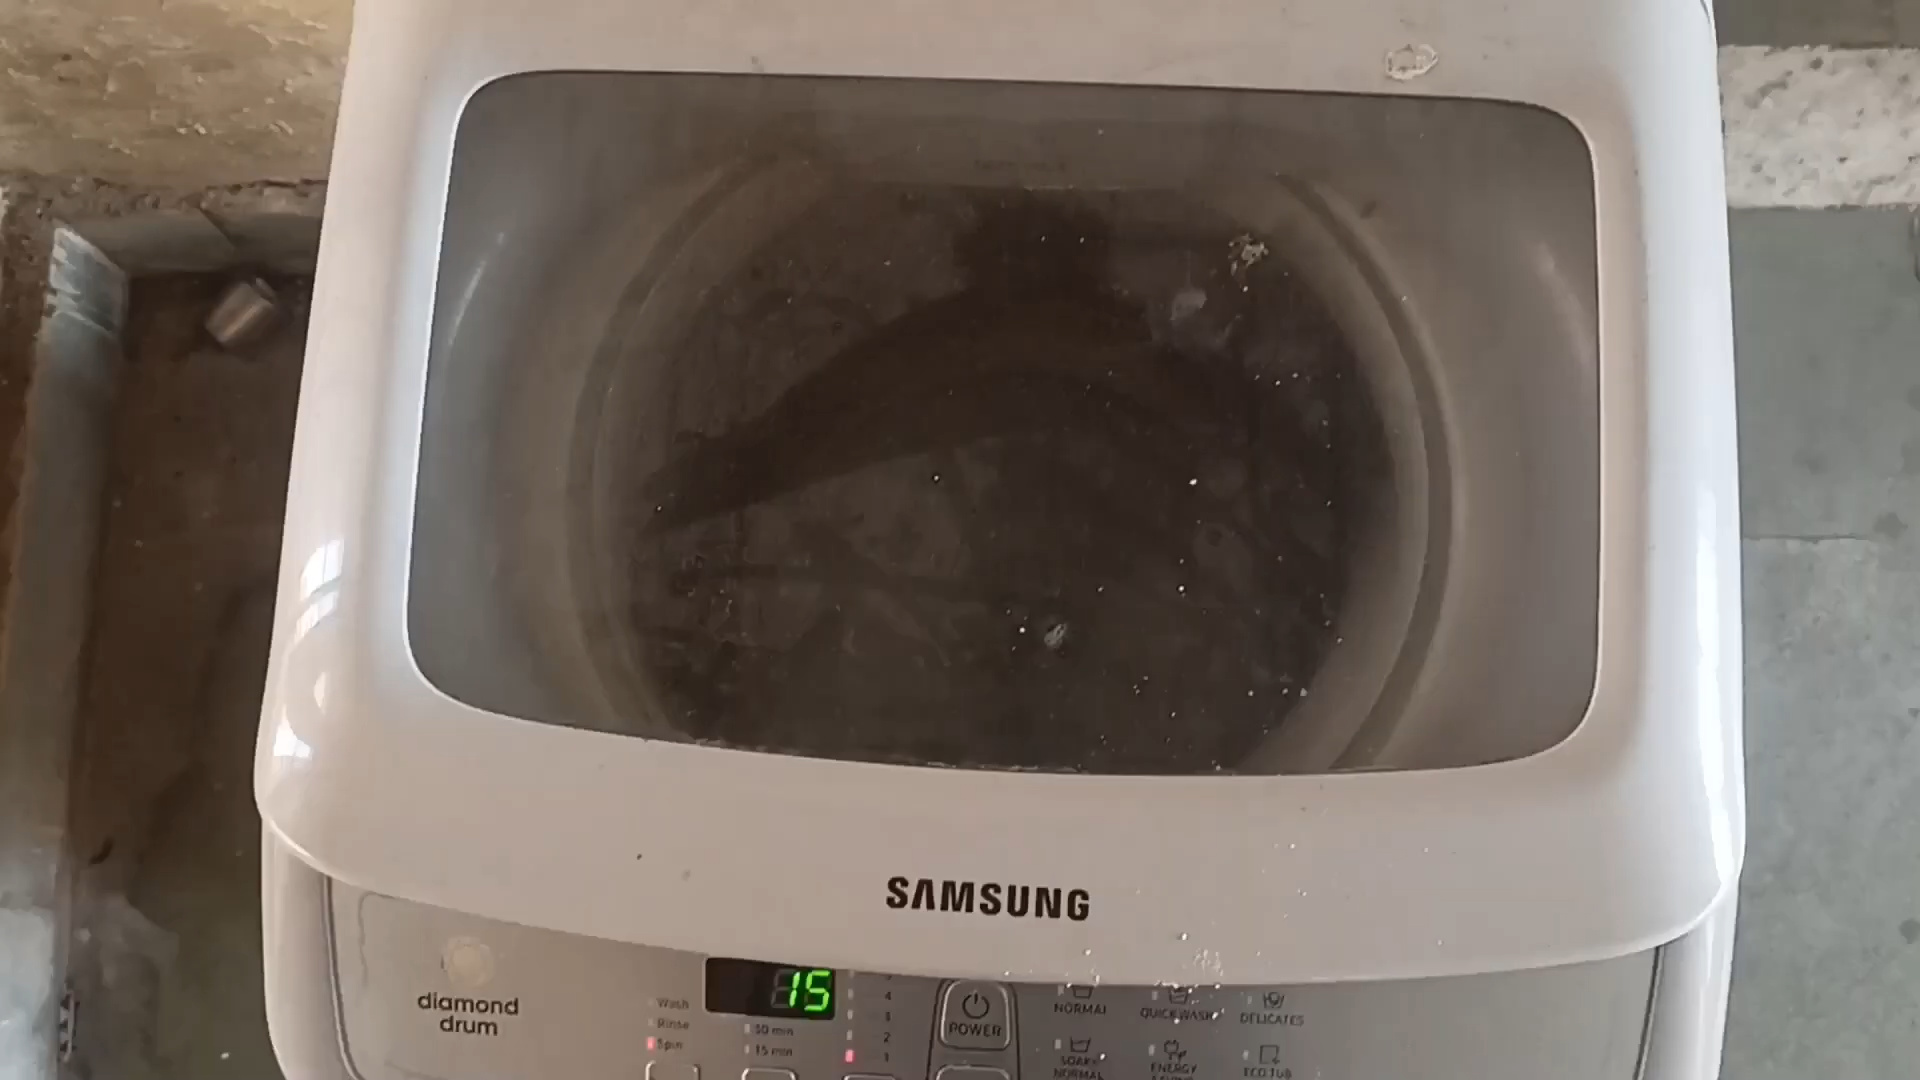 SAMSUNG
diamond
drum
15
Wash
Rinse
Spin
30 min
15 min
4
3
2
1
POWER
NORMAL
QUICK WASH
DELICATES
SOAK+
NORMAL
ENERGY
ECO TUB